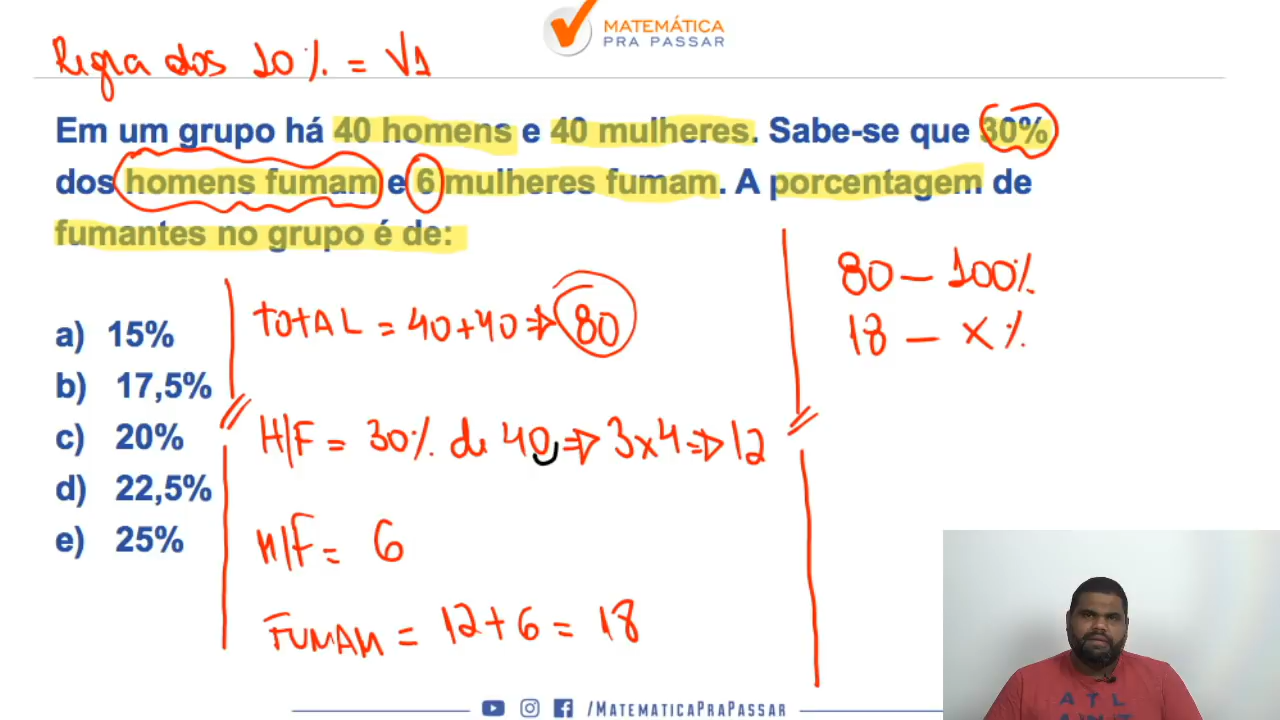 MATEMÁTICA
PRA PASSAR
Regra dos 10% = V1
Em um grupo há 40 homens e 40 mulheres. Sabe-se que 30%
dos homens fumam e 6 mulheres fumam. A porcentagem de
fumantes no grupo é de:
a) 15%
b) 17,5%
c) 20%
d) 22,5%
e) 25%
TOTAL = 40+40 ⇒ 80
H/F = 30% de 40 ⇒ 3x4 ⇒ 12
M/F = 6
FUMAM = 12+6 = 18
80 — 100%
18 — x%
/MATEMATICAPRAPASSAR
ATL